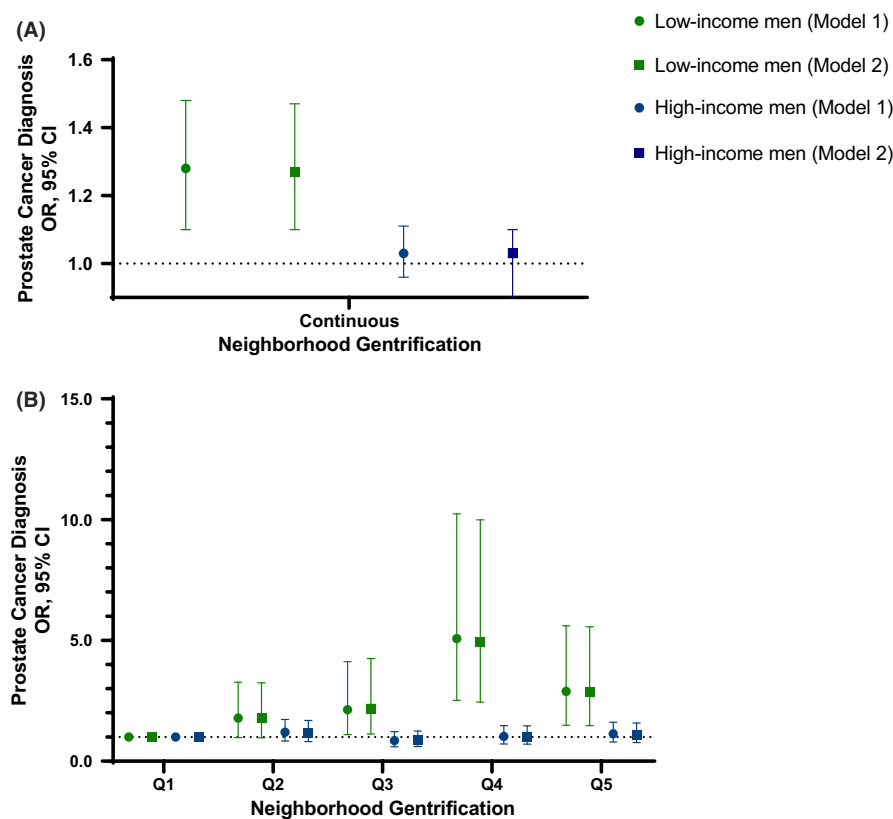 (A)
Prostate Cancer Diagnosis
OR, 95% CI
1.6
1.4
1.2
1.0
Continuous
Neighborhood Gentrification
Low-income men (Model 1)
Low-income men (Model 2)
High-income men (Model 1)
High-income men (Model 2)
(B)
Prostate Cancer Diagnosis
OR, 95% CI
15.0
10.0
5.0
0.0
Q1 Q2 Q3 Q4 Q5
Neighborhood Gentrification